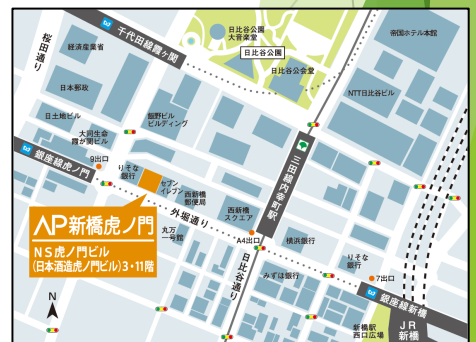 桜田通り
経済産業省
日本郵政
日土地ビル
大同生命
霞が関ビル
千代田線霞ヶ関
日比谷公園
大音楽堂
日比谷公園
日比谷公会堂
帝国ホテル本館
NTT日比谷ビル
飯野ビル
ビルディング
銀座線虎ノ門
9出口
りそな
銀行
セブン
イレブン
西新橋
郵便局
外堀通り
西新橋
スクエア
三田線内幸町駅
A4出口
横浜銀行
丸万
一号館
日比谷通り
みずほ銀行
りそな
銀行
7出口
銀座線新橋
新橋駅
西口広場
JR
新橋
AP新橋虎ノ門
NS虎ノ門ビル
(日本酒造虎ノ門ビル)3・11階
N